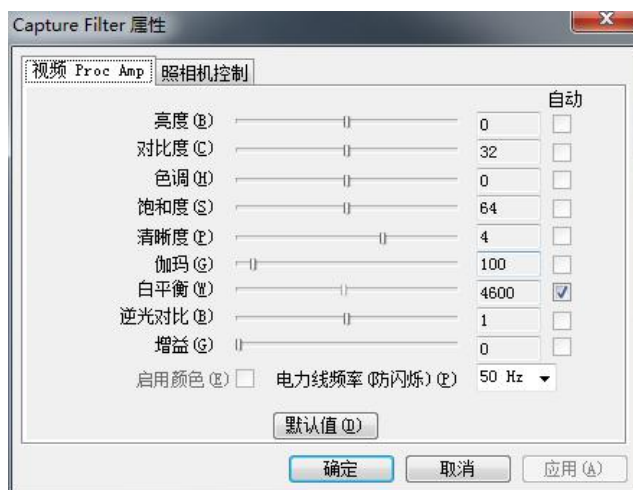 Capture Filter 属性
视频 Proc Amp 照相机控制
自动
亮度(B) 0
对比度(C) 32
色调(H) 0
饱和度(S) 64
清晰度(P) 4
伽玛(G) 100
白平衡(W) 4600
逆光对比(B) 1
增益(G) 0
启用颜色(E) 电力线频率(防闪烁)(P) 50 Hz
默认值(D)
确定 取消 应用(A)